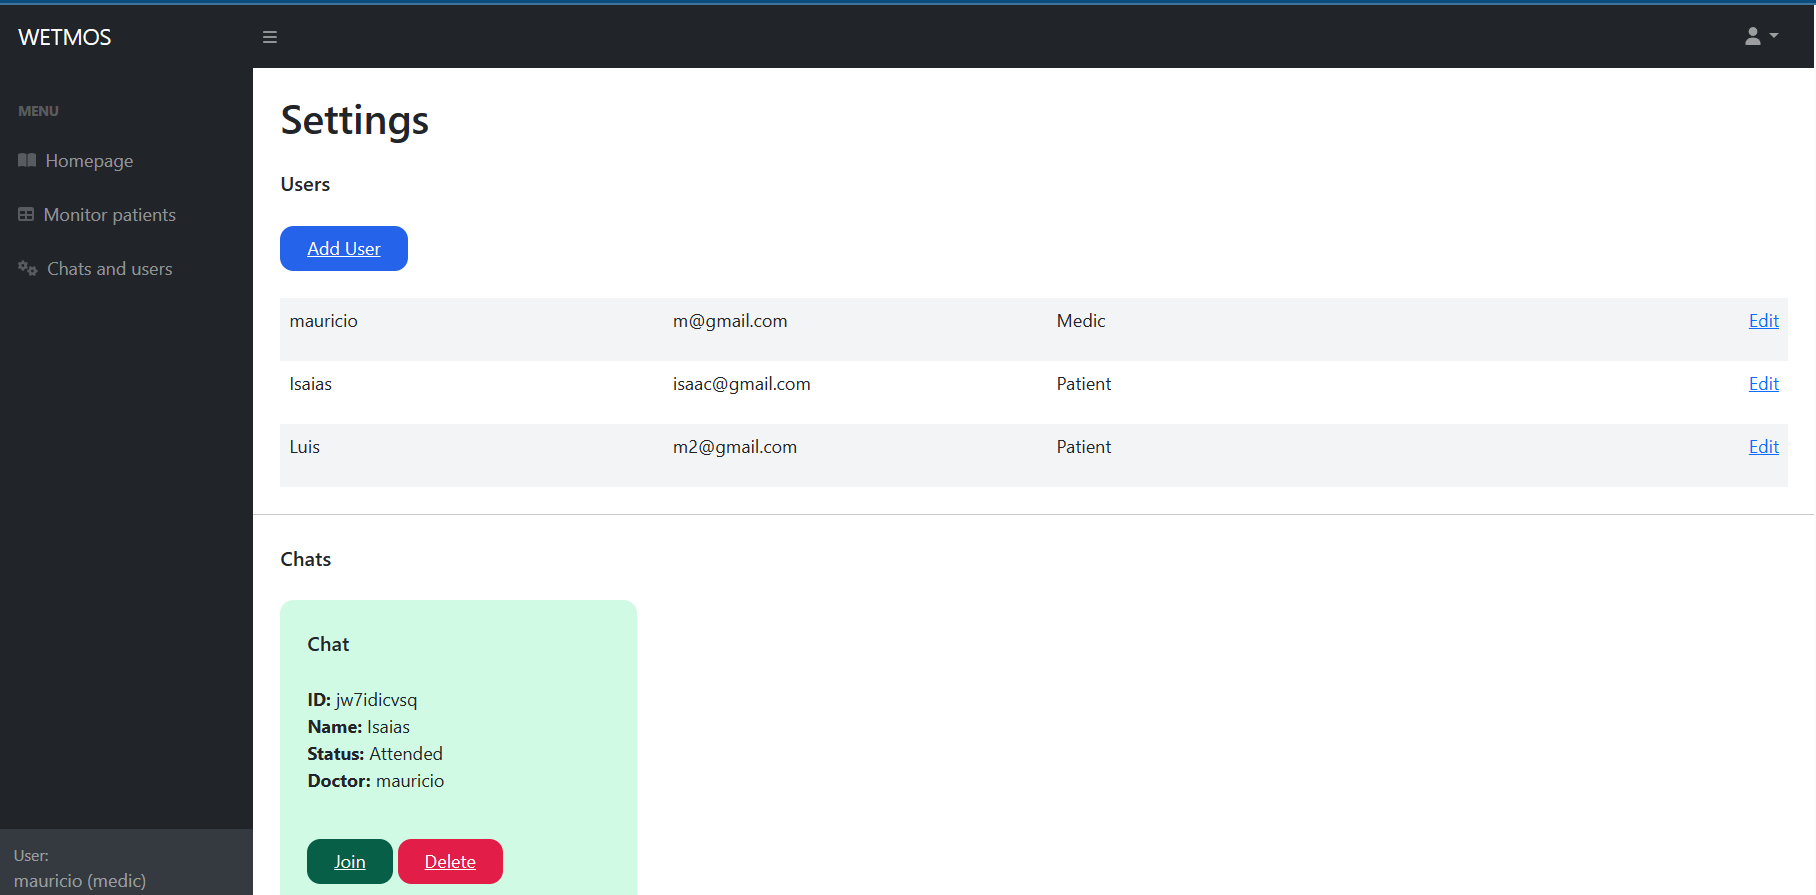 WETMOS
MENU
Homepage
Monitor patients
Chats and users
Settings
Users
Add User
mauricio m@gmail.com Medic Edit
Isaias isaac@gmail.com Patient Edit
Luis m2@gmail.com Patient Edit
Chats
Chat
ID: jw7idicvsq
Name: Isaias
Status: Attended
Doctor: mauricio
Join Delete
User:
mauricio (medic)